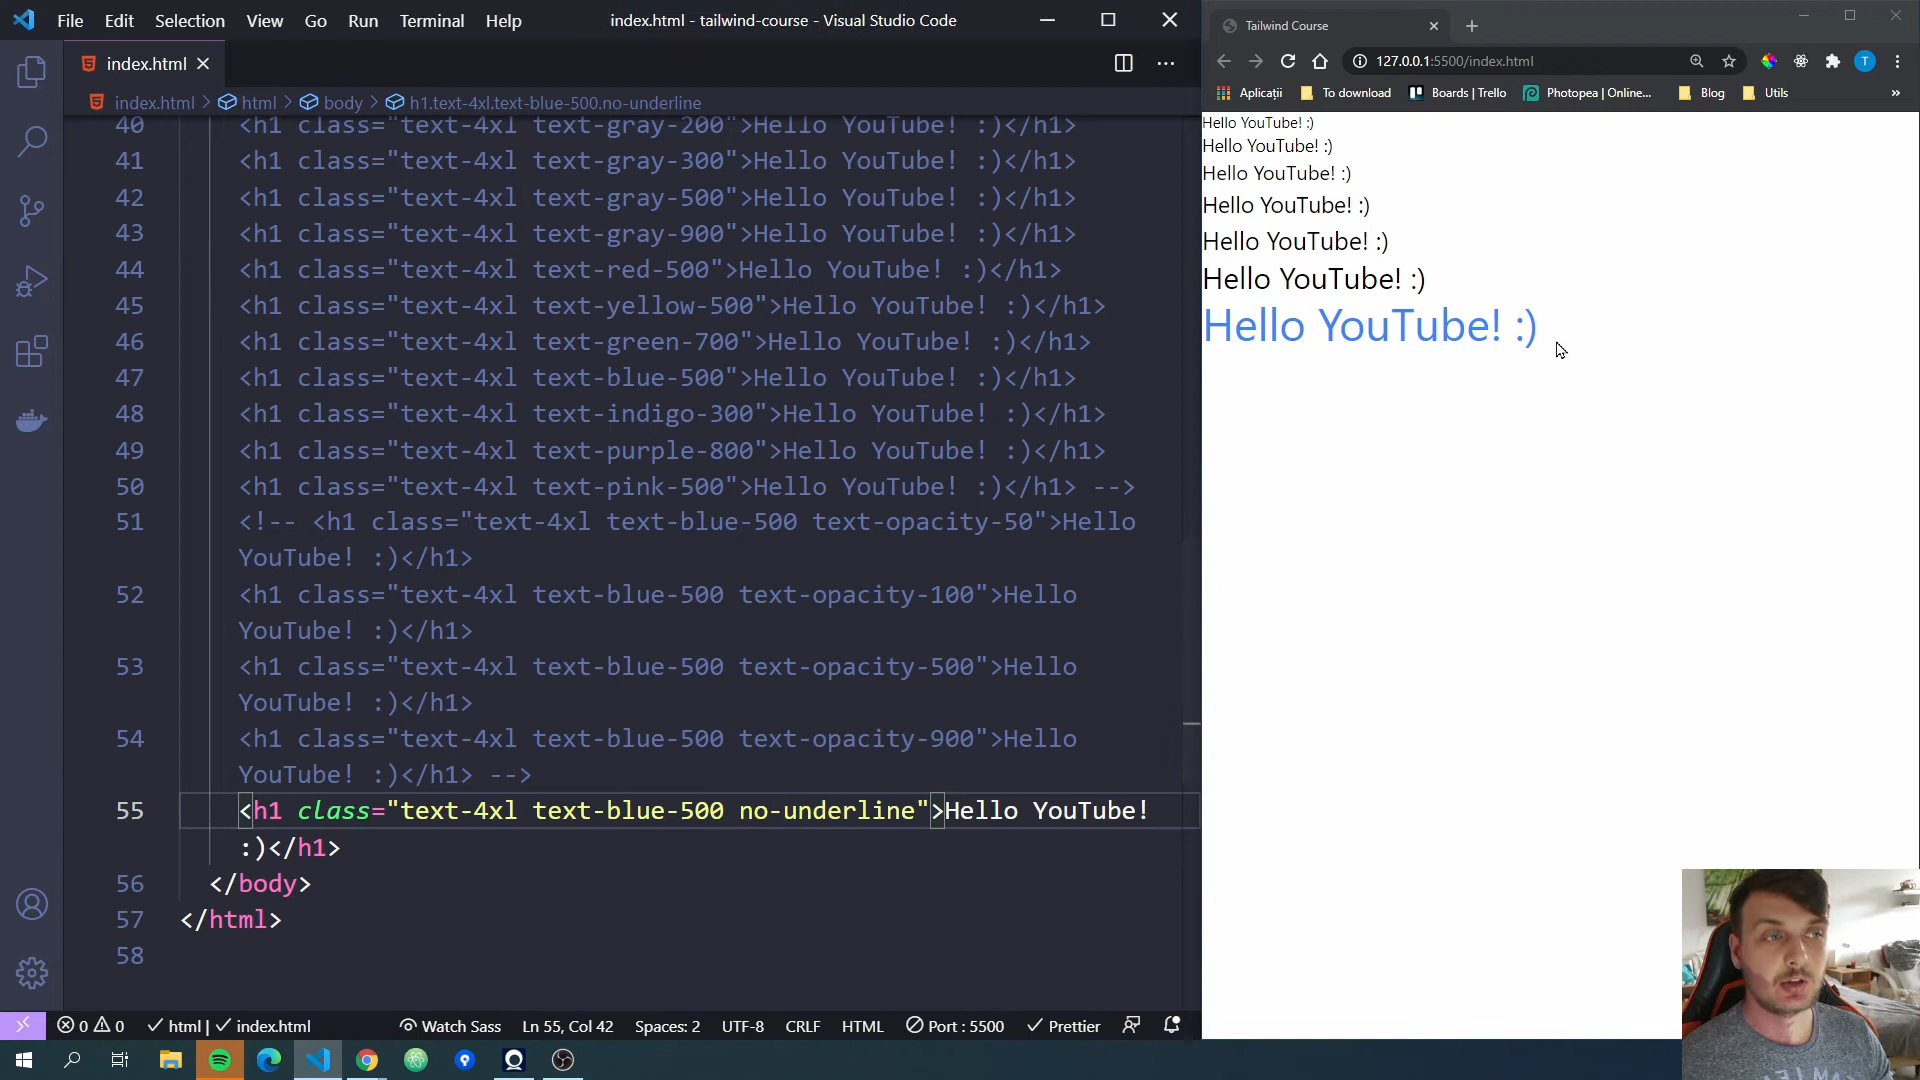 File Edit Selection View Go Run Terminal Help index.html - tailwind-course - Visual Studio Code
index.html
index.html > html > body > h1.text-4xl.text-blue-500.no-underline
40 <h1 class="text-4xl text-gray-200">Hello YouTube! :)</h1>
41 <h1 class="text-4xl text-gray-300">Hello YouTube! :)</h1>
42 <h1 class="text-4xl text-gray-500">Hello YouTube! :)</h1>
43 <h1 class="text-4xl text-gray-900">Hello YouTube! :)</h1>
44 <h1 class="text-4xl text-red-500">Hello YouTube! :)</h1>
45 <h1 class="text-4xl text-yellow-500">Hello YouTube! :)</h1>
46 <h1 class="text-4xl text-green-700">Hello YouTube! :)</h1>
47 <h1 class="text-4xl text-blue-500">Hello YouTube! :)</h1>
48 <h1 class="text-4xl text-indigo-300">Hello YouTube! :)</h1>
49 <h1 class="text-4xl text-purple-800">Hello YouTube! :)</h1>
50 <h1 class="text-4xl text-pink-500">Hello YouTube! :)</h1> -->
51 <!-- <h1 class="text-4xl text-blue-500 text-opacity-50">Hello
YouTube! :)</h1>
52 <h1 class="text-4xl text-blue-500 text-opacity-100">Hello
YouTube! :)</h1>
53 <h1 class="text-4xl text-blue-500 text-opacity-500">Hello
YouTube! :)</h1>
54 <h1 class="text-4xl text-blue-500 text-opacity-900">Hello
YouTube! :)</h1> -->
55 <h1 class="text-4xl text-blue-500 no-underline">Hello YouTube!
:)</h1>
56 </body>
57 </html>
58
0 0 html | index.html Watch Sass Ln 55, Col 42 Spaces: 2 UTF-8 CRLF HTML Port : 5500 Prettier
Tailwind Course
127.0.0.1:5500/index.html T
Aplicații To download Boards | Trello Photopea | Online... Blog Utils »
Hello YouTube! :)
Hello YouTube! :)
Hello YouTube! :)
Hello YouTube! :)
Hello YouTube! :)
Hello YouTube! :)
Hello YouTube! :)